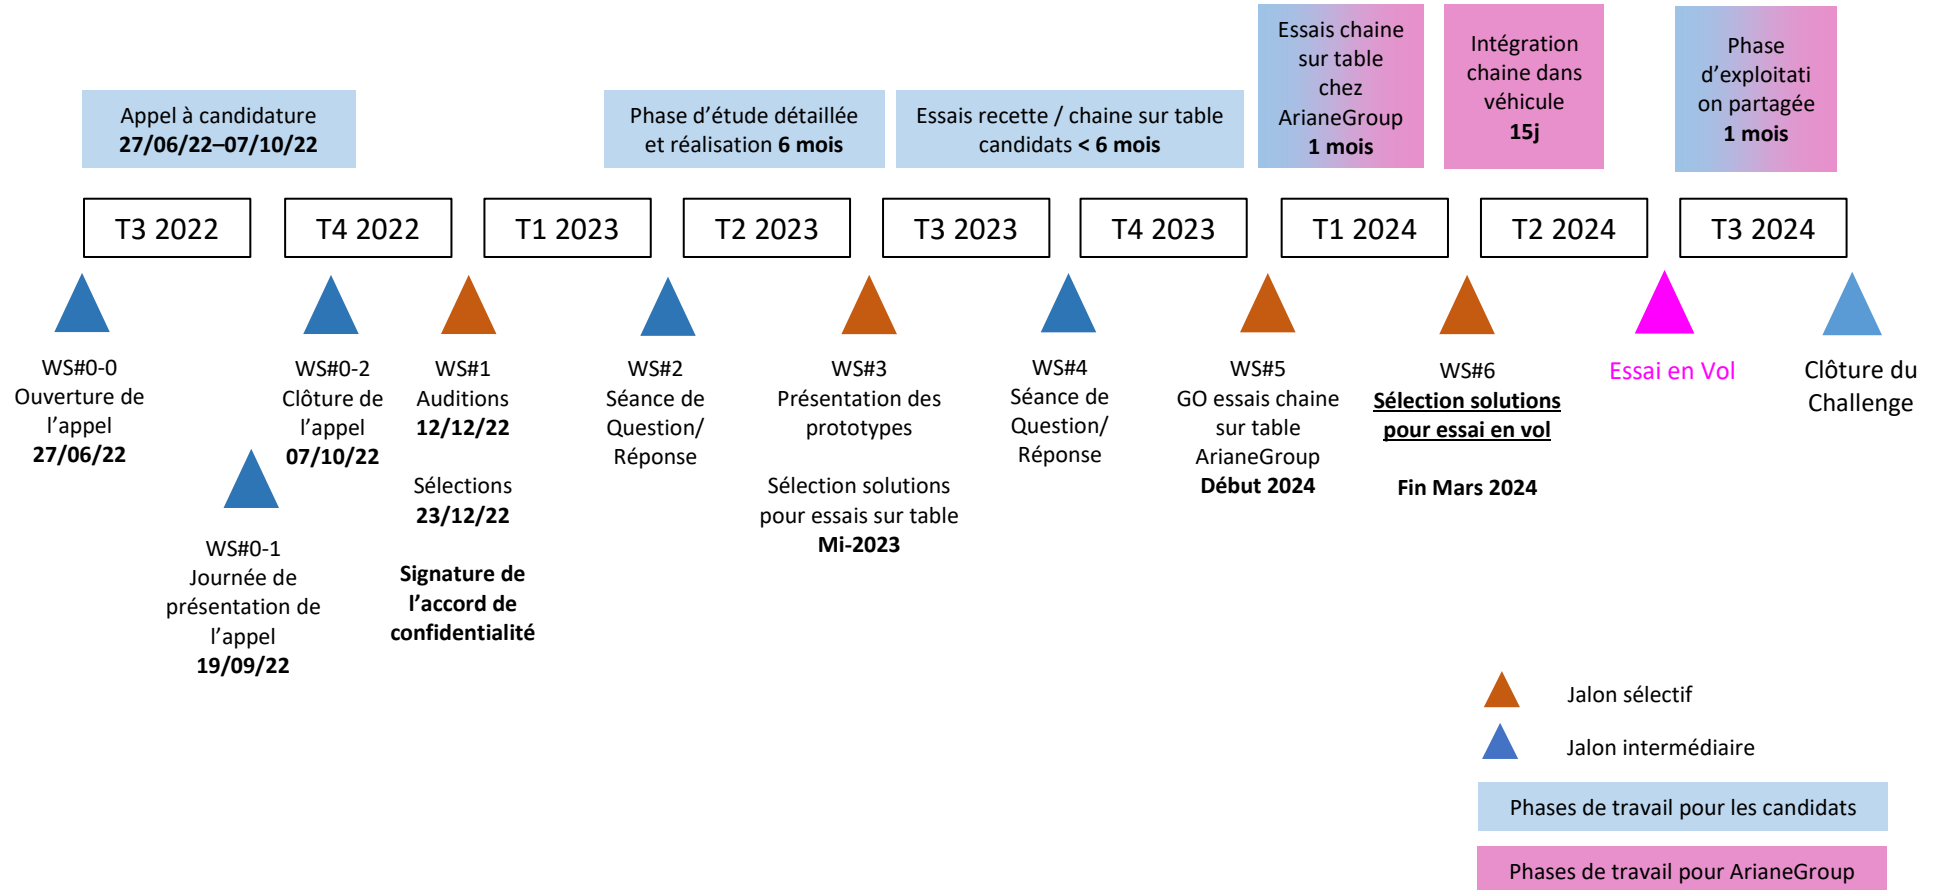 Appel à candidature
27/06/22–07/10/22
Phase d’étude détaillée
et réalisation 6 mois
Essais recette / chaine sur table
candidats < 6 mois
Essais chaine
sur table
chez
ArianeGroup
1 mois
Intégration
chaine dans
véhicule
15j
Phase
d’exploitati
on partagée
1 mois
T3 2022
T4 2022
T1 2023
T2 2023
T3 2023
T4 2023
T1 2024
T2 2024
T3 2024
WS#0-0
Ouverture de
l’appel
27/06/22
WS#0-1
Journée de
présentation de
l’appel
19/09/22
WS#0-2
Clôture de
l’appel
07/10/22
WS#1
Auditions
12/12/22
Sélections
23/12/22
Signature de
l’accord de
confidentialité
WS#2
Séance de
Question/
Réponse
WS#3
Présentation des
prototypes
Sélection solutions
pour essais sur table
Mi-2023
WS#4
Séance de
Question/
Réponse
WS#5
GO essais chaine
sur table
ArianeGroup
Début 2024
WS#6
Sélection solutions
pour essai en vol
Fin Mars 2024
Essai en Vol
Clôture du
Challenge
Jalon sélectif
Jalon intermédiaire
Phases de travail pour les candidats
Phases de travail pour ArianeGroup